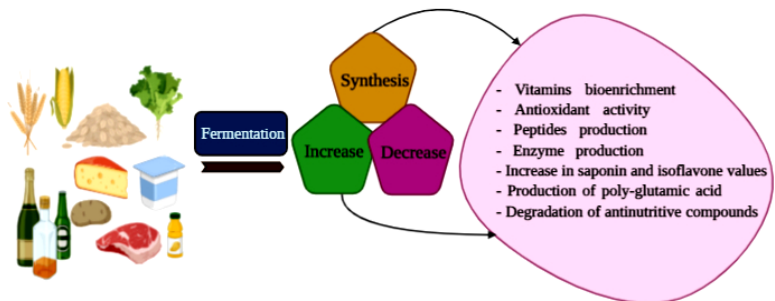 Fermentation
Synthesis
Increase
Decrease
- Vitamins bioenrichment
- Antioxidant activity
- Peptides production
- Enzyme production
- Increase in saponin and isoflavone values
- Production of poly-glutamic acid
- Degradation of antinutritive compounds